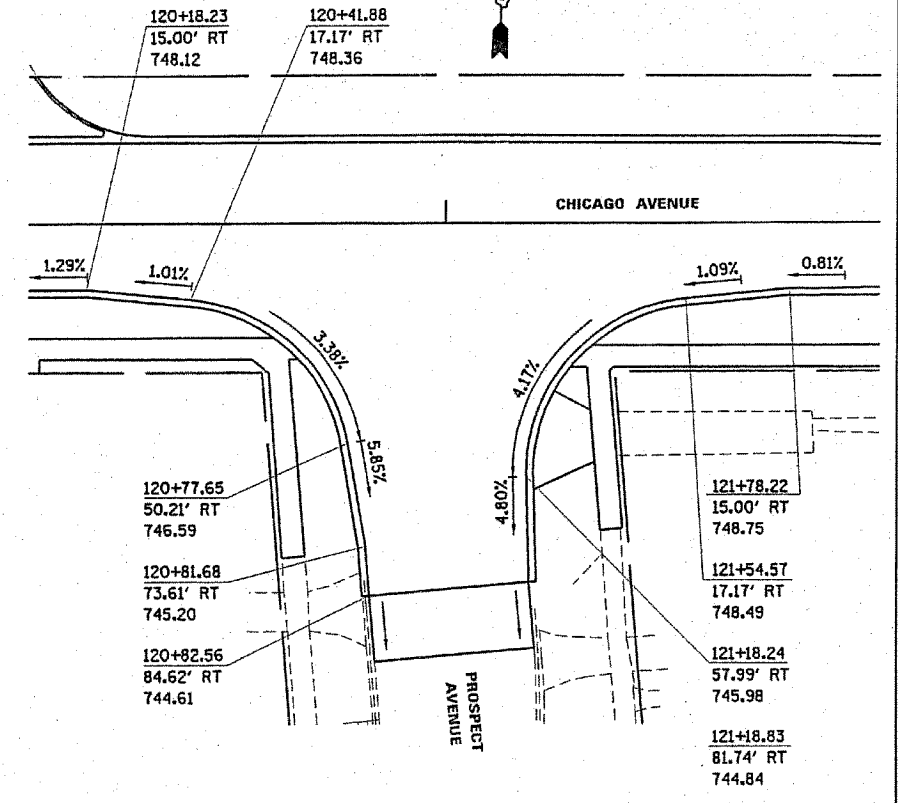 120+18.23
15.00' RT
748.12
120+41.88
17.17' RT
748.36
CHICAGO AVENUE
1.29%
1.01%
1.09%
0.81%
3.38%
4.17%
5.85%
4.80%
120+77.65
50.21' RT
746.59
120+81.68
73.61' RT
745.20
120+82.56
84.62' RT
744.61
121+78.22
15.00' RT
748.75
121+54.57
17.17' RT
748.49
121+18.24
57.99' RT
745.98
121+18.83
81.74' RT
744.84
PROSPECT
AVENUE